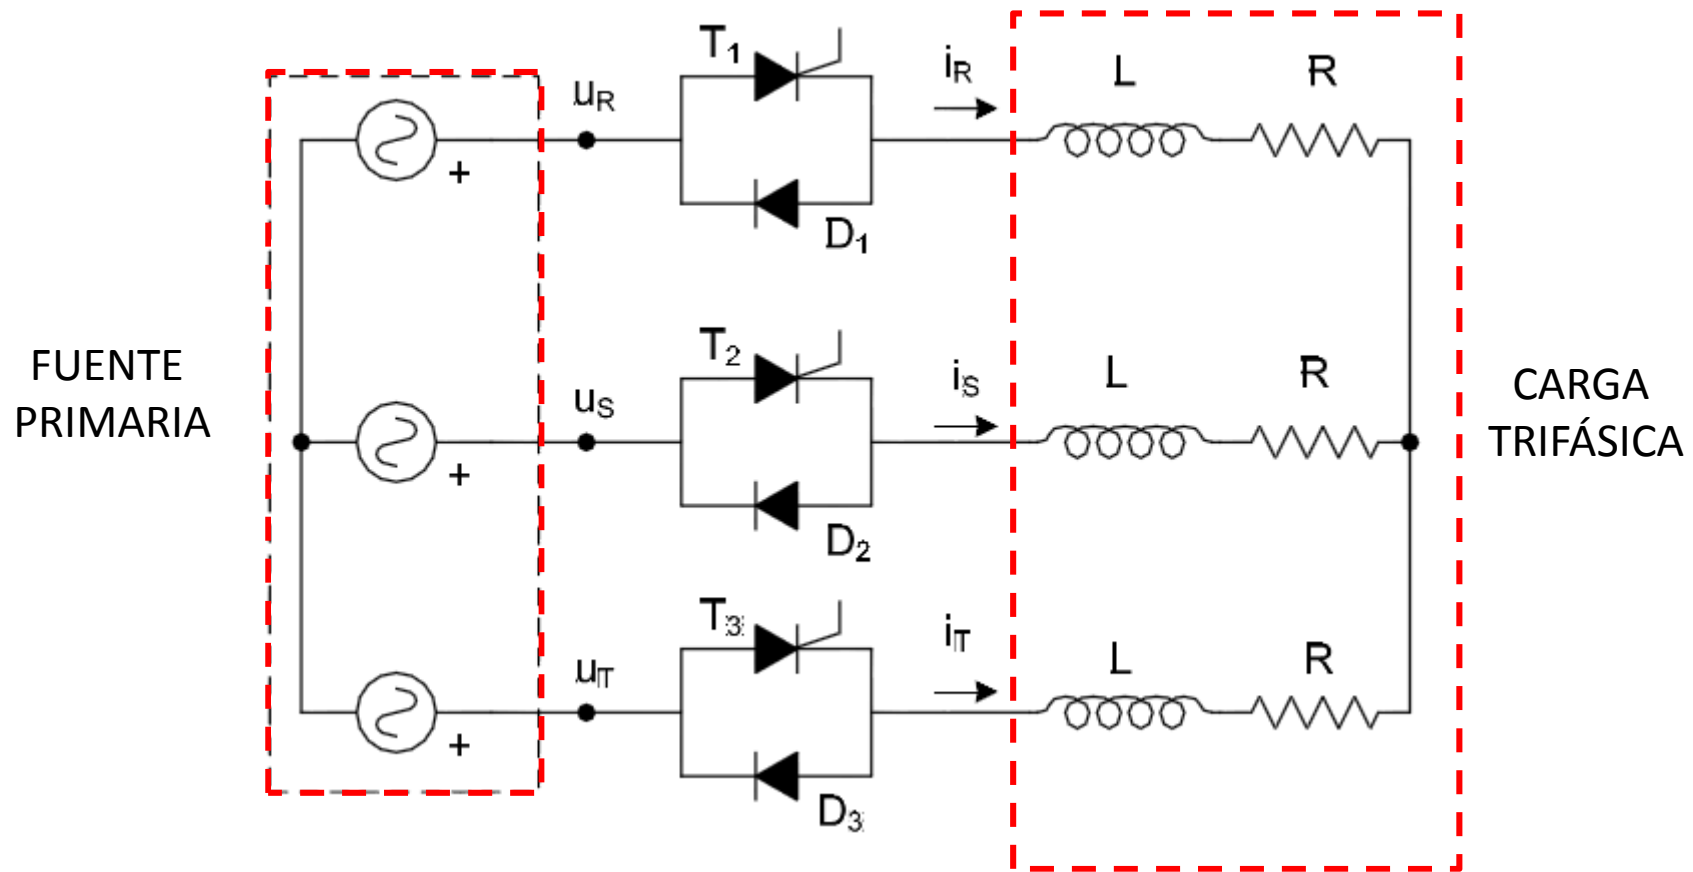 T1
iR
L
R
uR
+
D1
FUENTE
PRIMARIA
T2
iS
L
R
uS
+
D2
CARGA
TRIFÁSICA
T3
iT
L
R
uT
+
D3